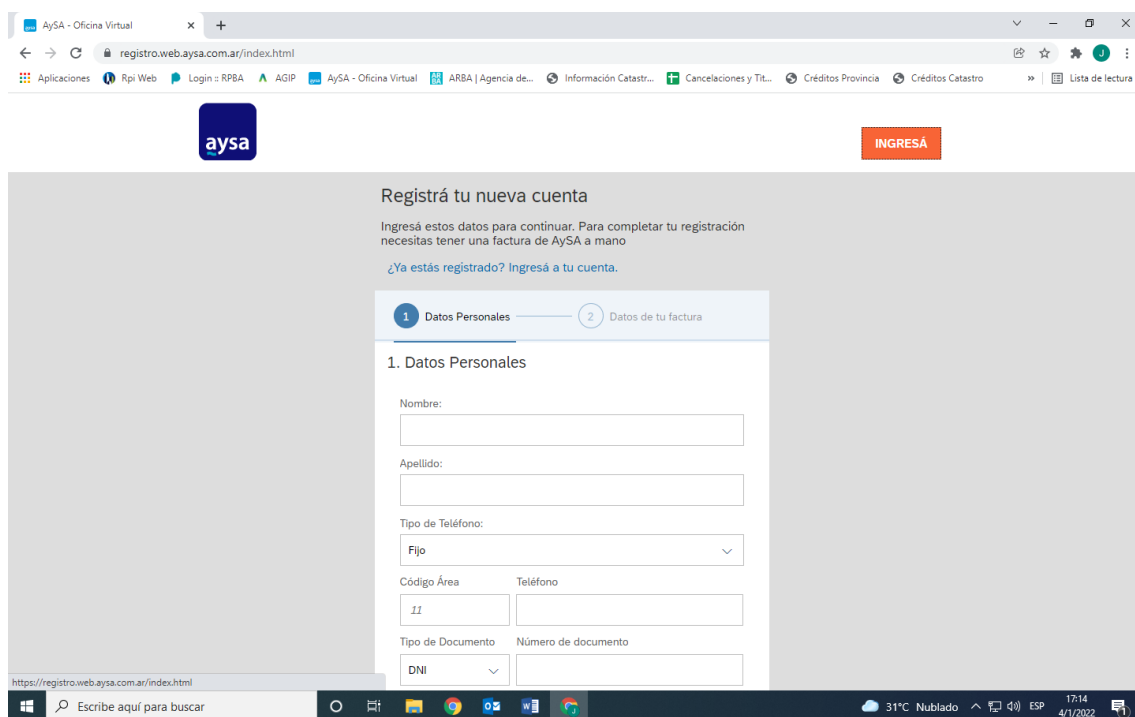 AySA - Oficina Virtual
registro.web.aysa.com.ar/index.html
J
Aplicaciones Rpi Web Login :: RPBA AGIP AySA - Oficina Virtual ARBA | Agencia de... Información Catastr... Cancelaciones y Tit... Créditos Provincia Créditos Catastro » Lista de lectura
aysa
INGRESÁ
Registrá tu nueva cuenta
Ingresá estos datos para continuar. Para completar tu registración
necesitas tener una factura de AySA a mano
¿Ya estás registrado? Ingresá a tu cuenta.
1 Datos Personales 2 Datos de tu factura
1. Datos Personales
Nombre:
Apellido:
Tipo de Teléfono:
Fijo
Código Área Teléfono
11
Tipo de Documento Número de documento
DNI
https://registro.web.aysa.com.ar/index.html
Escribe aquí para buscar 31°C Nublado ESP 17:14
4/1/2022